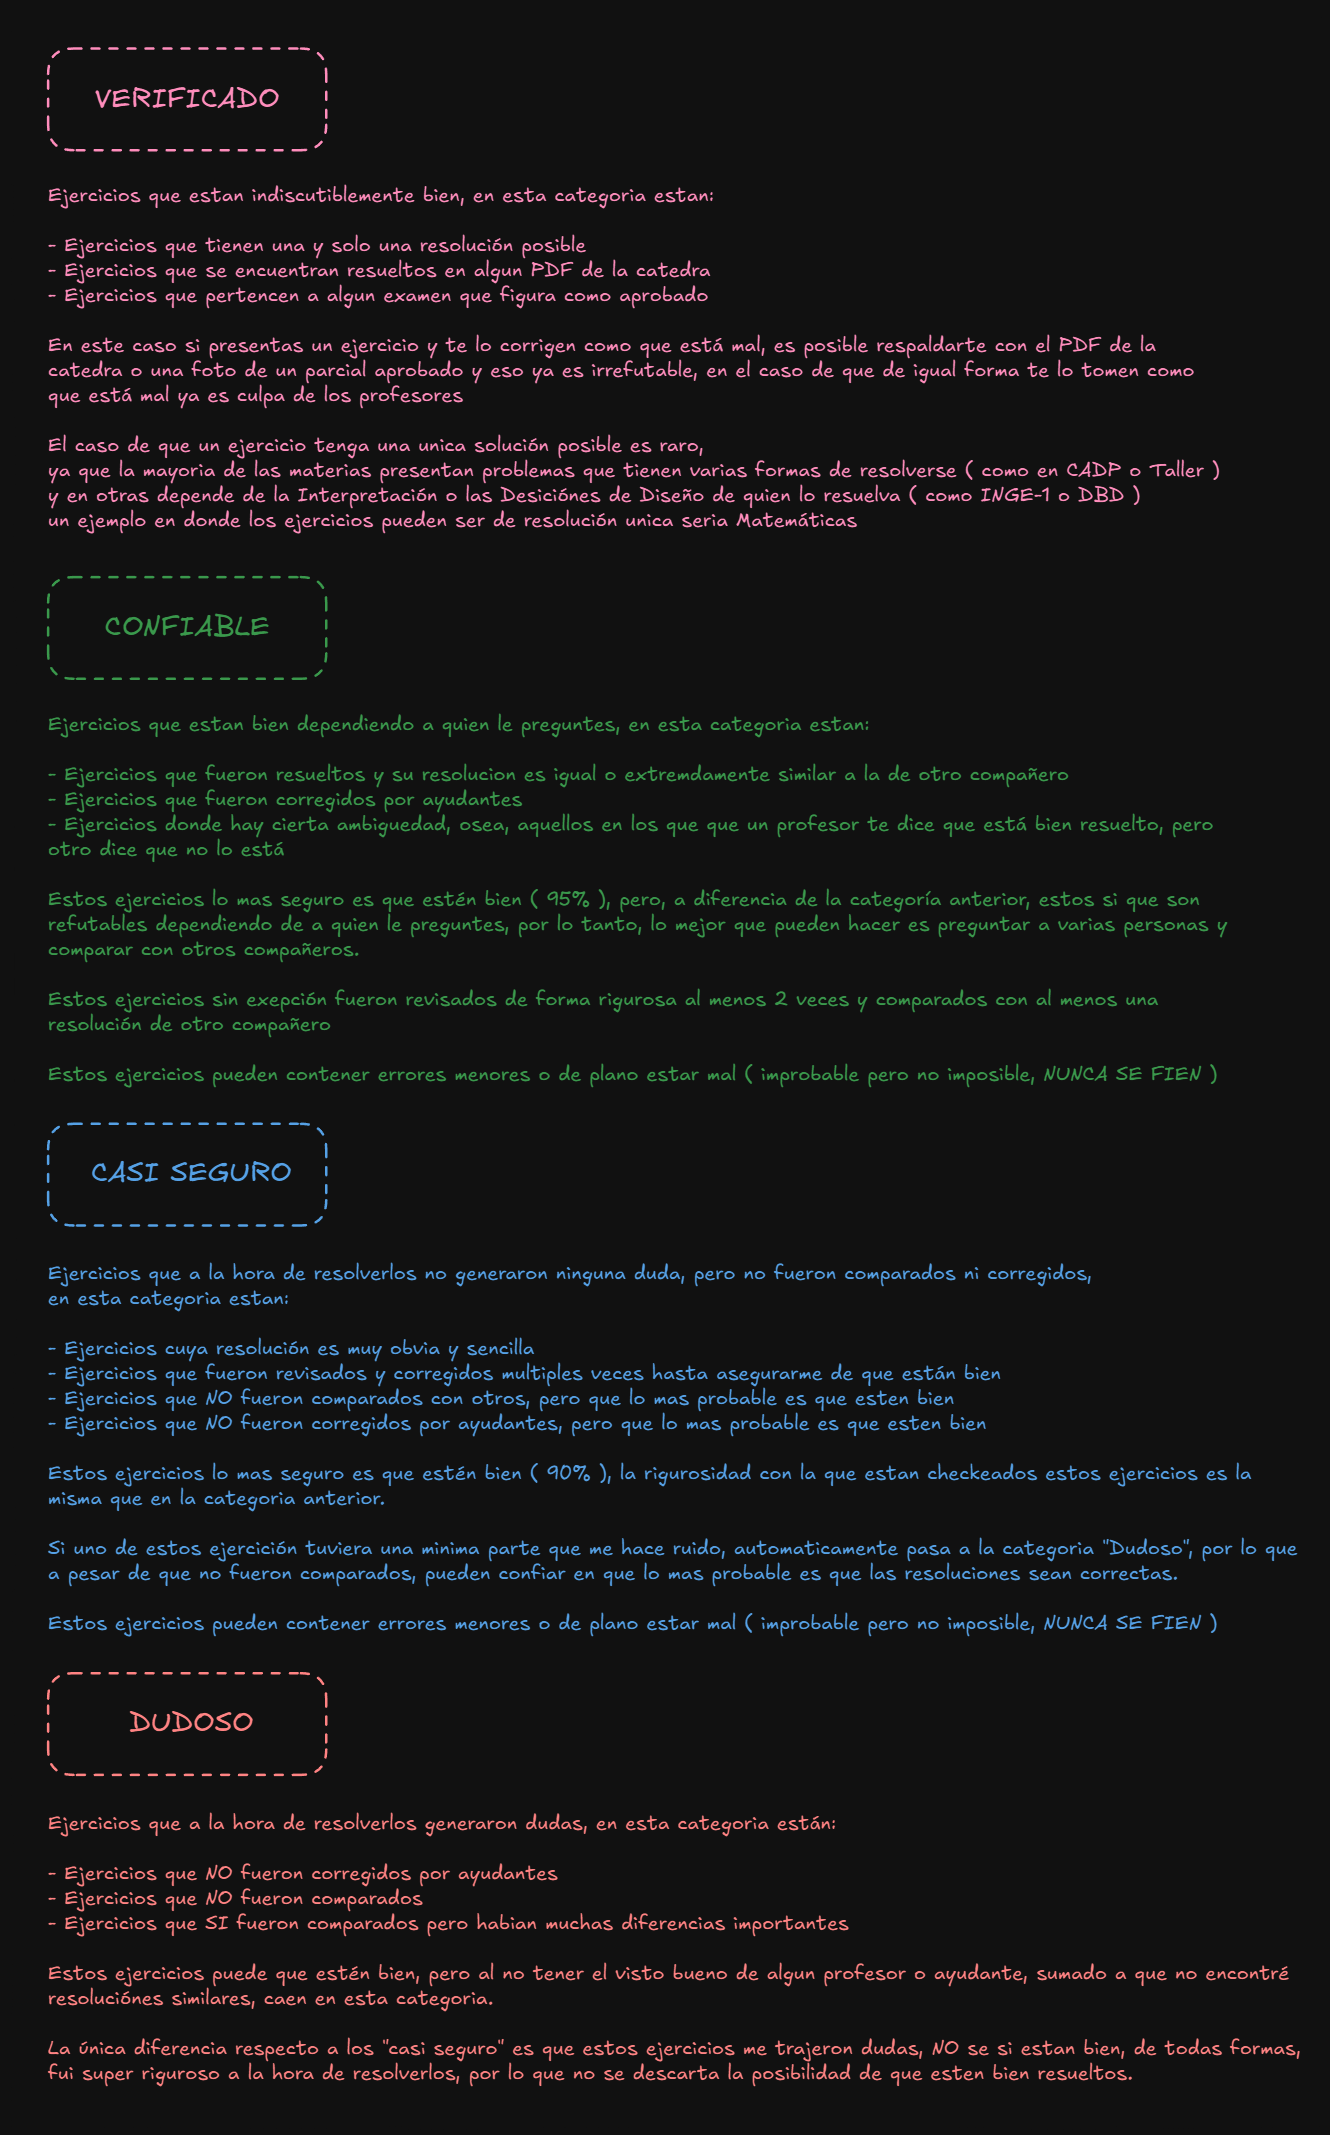 VERIFICADO
Ejercicios que estan indiscutiblemente bien, en esta categoria estan:
- Ejercicios que tienen una y solo una resolución posible
- Ejercicios que se encuentran resueltos en algun PDF de la catedra
- Ejercicios que pertencen a algun examen que figura como aprobado
En este caso si presentas un ejercicio y te lo corrigen como que está mal, es posible respaldarte con el PDF de la
catedra o una foto de un parcial aprobado y eso ya es irrefutable, en el caso de que de igual forma te lo tomen como
que está mal ya es culpa de los profesores
El caso de que un ejercicio tenga una unica solución posible es raro,
ya que la mayoria de las materias presentan problemas que tienen varias formas de resolverse ( como en CADP o Taller )
y en otras depende de la Interpretación o las Desiciónes de Diseño de quien lo resuelva ( como INGE-1 o DBD )
un ejemplo en donde los ejercicios pueden ser de resolución unica seria Matemáticas
CONFIABLE
Ejercicios que estan bien dependiendo a quien le preguntes, en esta categoria estan:
- Ejercicios que fueron resueltos y su resolucion es igual o extremdamente similar a la de otro compañero
- Ejercicios que fueron corregidos por ayudantes
- Ejercicios donde hay cierta ambiguedad, osea, aquellos en los que que un profesor te dice que está bien resuelto, pero
otro dice que no lo está
Estos ejercicios lo mas seguro es que estén bien ( 95% ), pero, a diferencia de la categoría anterior, estos si que son
refutables dependiendo de a quien le preguntes, por lo tanto, lo mejor que pueden hacer es preguntar a varias personas y
comparar con otros compañeros.
Estos ejercicios sin exepción fueron revisados de forma rigurosa al menos 2 veces y comparados con al menos una
resolución de otro compañero
Estos ejercicios pueden contener errores menores o de plano estar mal ( improbable pero no imposible, NUNCA SE FIEN )
CASI SEGURO
Ejercicios que a la hora de resolverlos no generaron ninguna duda, pero no fueron comparados ni corregidos,
en esta categoria estan:
- Ejercicios cuya resolución es muy obvia y sencilla
- Ejercicios que fueron revisados y corregidos multiples veces hasta asegurarme de que están bien
- Ejercicios que NO fueron comparados con otros, pero que lo mas probable es que esten bien
- Ejercicios que NO fueron corregidos por ayudantes, pero que lo mas probable es que esten bien
Estos ejercicios lo mas seguro es que estén bien ( 90% ), la rigurosidad con la que estan checkeados estos ejercicios es la
misma que en la categoria anterior.
Si uno de estos ejercición tuviera una minima parte que me hace ruido, automaticamente pasa a la categoria "Dudoso", por lo que
a pesar de que no fueron comparados, pueden confiar en que lo mas probable es que las resoluciones sean correctas.
Estos ejercicios pueden contener errores menores o de plano estar mal ( improbable pero no imposible, NUNCA SE FIEN )
DUDOSO
Ejercicios que a la hora de resolverlos generaron dudas, en esta categoria están:
- Ejercicios que NO fueron corregidos por ayudantes
- Ejercicios que NO fueron comparados
- Ejercicios que SI fueron comparados pero habian muchas diferencias importantes
Estos ejercicios puede que estén bien, pero al no tener el visto bueno de algun profesor o ayudante, sumado a que no encontré
resoluciónes similares, caen en esta categoria.
La única diferencia respecto a los "casi seguro" es que estos ejercicios me trajeron dudas, NO se si estan bien, de todas formas,
fui super riguroso a la hora de resolverlos, por lo que no se descarta la posibilidad de que esten bien resueltos.